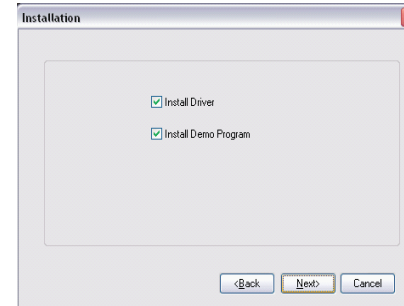 Installation
Install Driver
Install Demo Program
<Back Next> Cancel